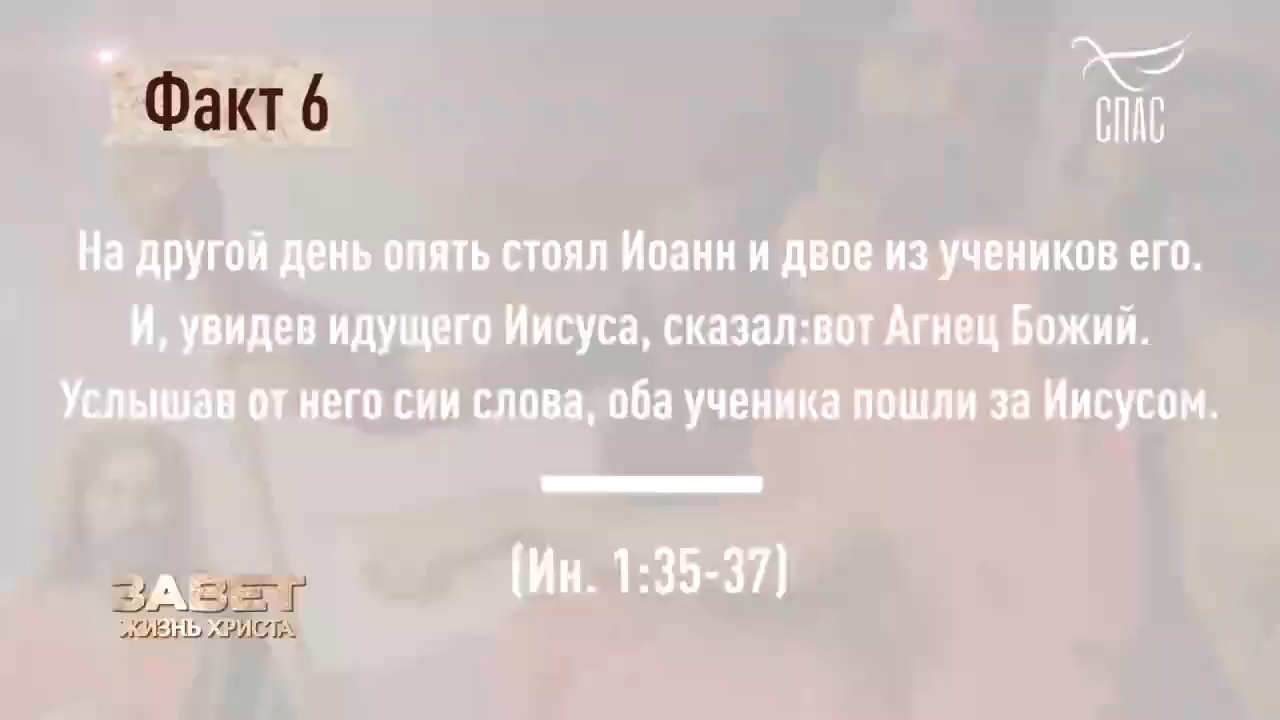 Факт 6
СПАС
На другой день опять стоял Иоанн и двое из учеников его.
И, увидев идущего Иисуса, сказал:вот Агнец Божий.
Услышав от него сии слова, оба ученика пошли за Иисусом.
(Ин. 1:35-37)
ЗАВЕТ
ЖИЗНЬ ХРИСТА